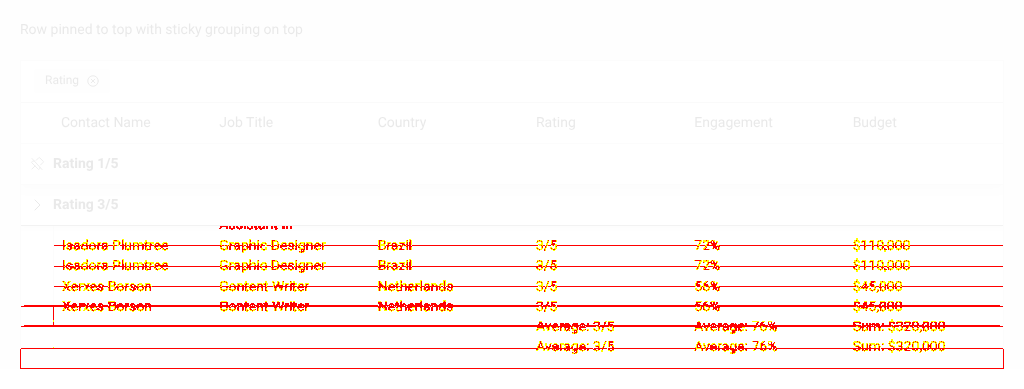 Row pinned to top with sticky grouping on top
Rating
Contact Name Job Title Country Rating Engagement Budget
Rating 1/5
Rating 3/5
Assistant in
Isadora Plumtree Graphic Designer Brazil 3/5 72% $110,000
Isadora Plumtree Graphic Designer Brazil 3/5 72% $110,000
Xerxes Dorson Content Writer Netherlands 3/5 56% $45,000
Xerxes Dorson Content Writer Netherlands 3/5 56% $45,000
Average: 3/5 Average: 76% Sum: $320,000
Average: 3/5 Average: 76% Sum: $320,000